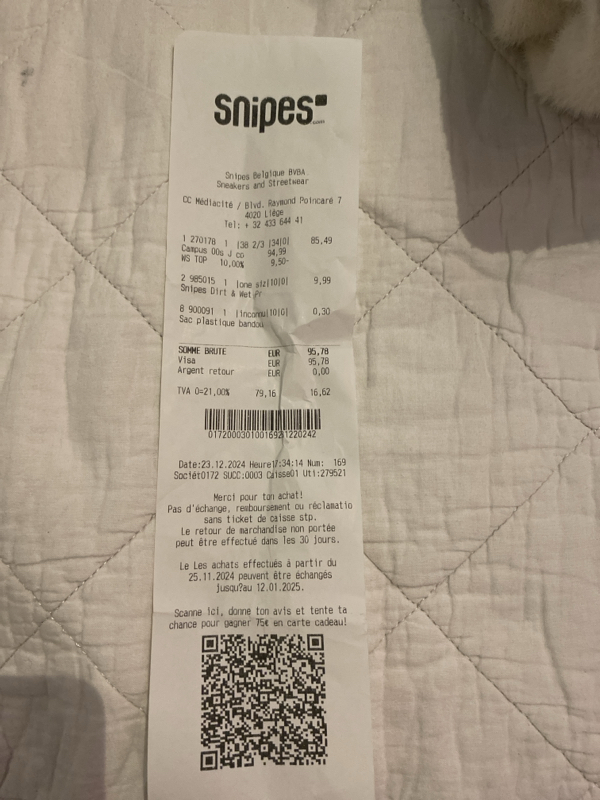 snipes
.com
Snipes Belgique BVBA
Sneakers and Streetwear
CC Médiacité / Blvd. Raymond Poincaré 7
4020 Liège
Tel: + 32 433 644 41
1 270178 1 |38 2/3 |34|0| 85,49
Campus 00s J co 94,99
WS TOP 10,00% 9,50-
2 985015 1 |one siz|10|0| 9,99
Snipes Dirt & Wet Pr
8 900091 1 |inconnu|10|0| 0,30
Sac plastique bandou
SOMME BRUTE EUR 95,78
Visa EUR 95,78
Argent retour EUR 0,00
TVA 0=21,00% 79,16 16,62
01720003010016921220242
Date:23.12.2024 Heure17:34:14 Num: 169
Sociét0172 SUCC:0003 Caisse01 Uti:279521
Merci pour ton achat!
Pas d'échange, remboursement ou réclamatio
sans ticket de caisse stp.
Le retour de marchandise non portée
peut être effectué dans les 30 jours.
Le Les achats effectués à partir du
25.11.2024 peuvent être échangés
jusqu?au 12.01.2025.
Scanne ici, donne ton avis et tente ta
chance pour gagner 75€ en carte cadeau!